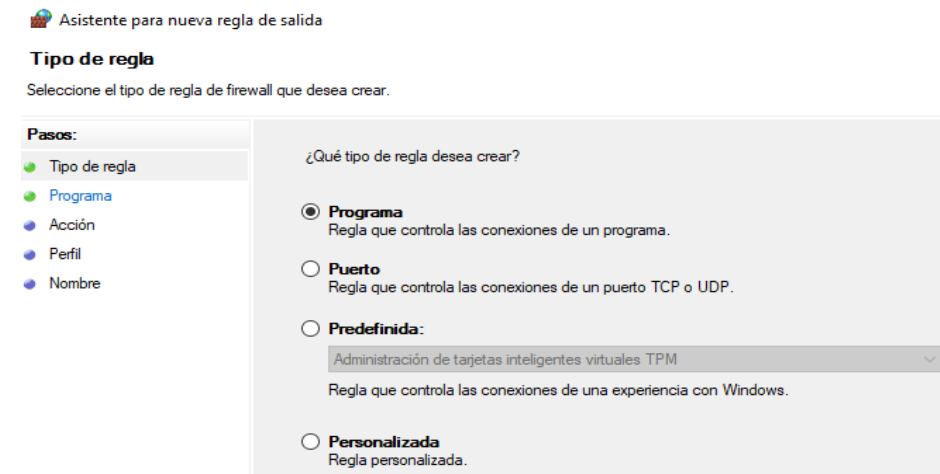 Asistente para nueva regla de salida
Tipo de regla
Seleccione el tipo de regla de firewall que desea crear.
Pasos:
Tipo de regla
Programa
Acción
Perfil
Nombre
¿Qué tipo de regla desea crear?
Programa
Regla que controla las conexiones de un programa.
Puerto
Regla que controla las conexiones de un puerto TCP o UDP.
Predefinida:
Administración de tarjetas inteligentes virtuales TPM
Regla que controla las conexiones de una experiencia con Windows.
Personalizada
Regla personalizada.